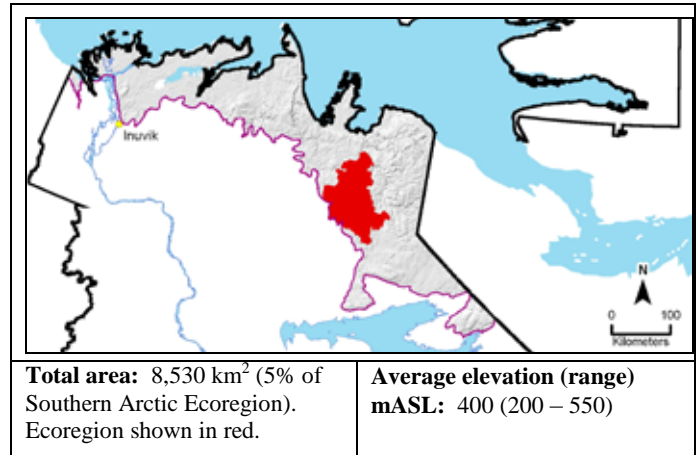 Inuvik
N
0 100
Kilometers
Total area: 8,530 km² (5% of
Southern Arctic Ecoregion).
Ecoregion shown in red.
Average elevation (range)
mASL: 400 (200 – 550)